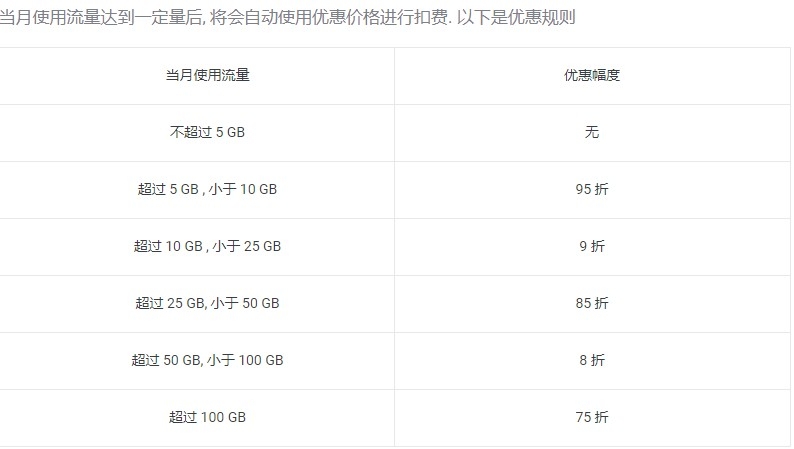 当月使用流量达到一定量后, 将会自动使用优惠价格进行扣费. 以下是优惠规则
当月使用流量 优惠幅度
不超过 5 GB 无
超过 5 GB , 小于 10 GB 95 折
超过 10 GB , 小于 25 GB 9 折
超过 25 GB, 小于 50 GB 85 折
超过 50 GB, 小于 100 GB 8 折
超过 100 GB 75 折